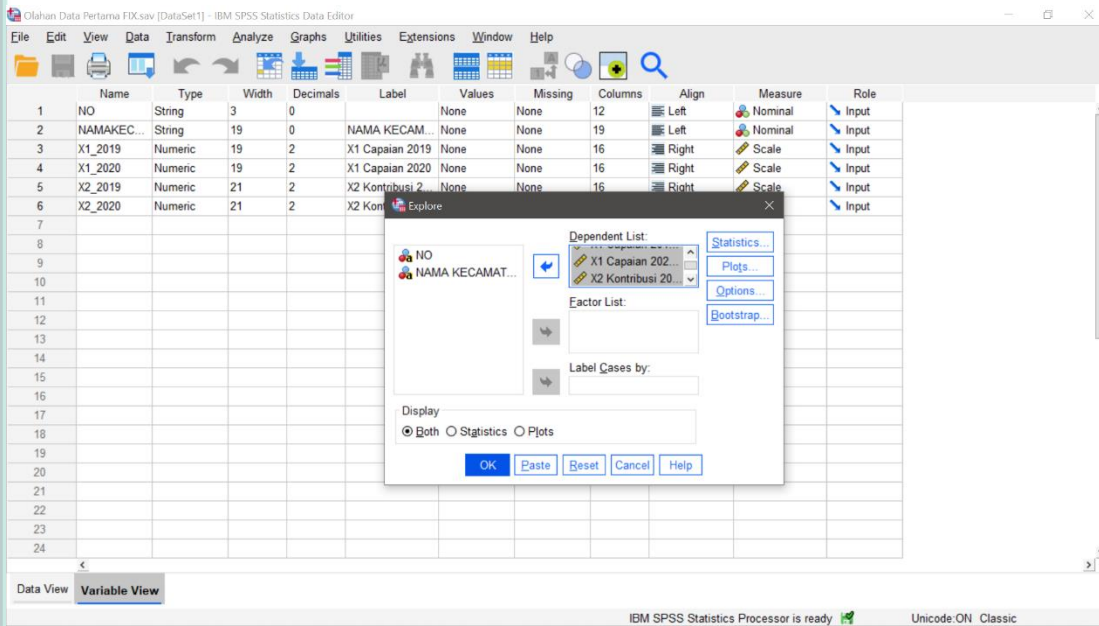 Olahan Data Pertama FIX.sav [DataSet1] - IBM SPSS Statistics Data Editor
File Edit View Data Transform Analyze Graphs Utilities Extensions Window Help
Name Type Width Decimals Label Values Missing Columns Align Measure Role
1 NO String 3 0 None None 12 Left Nominal Input
2 NAMAKEC... String 19 0 NAMA KECAM... None None 19 Left Nominal Input
3 X1_2019 Numeric 19 2 X1 Capaian 2019 None None 16 Right Scale Input
4 X1_2020 Numeric 19 2 X1 Capaian 2020 None None 16 Right Scale Input
5 X2_2019 Numeric 21 2 X2 Kontribusi 2... None None 16 Right Scale Input
6 X2_2020 Numeric 21 2 X2 Kon Input
7
8
9
10
11
12
13
14
15
16
17
18
19
20
21
22
23
24
Explore
NO
NAMA KECAMAT...
Dependent List:
X1 Capaian 202...
X2 Kontribusi 20...
Factor List:
Label Cases by:
Statistics...
Plots...
Options...
Bootstrap...
Display
Both Statistics Plots
OK Paste Reset Cancel Help
Data View Variable View
IBM SPSS Statistics Processor is ready Unicode:ON Classic